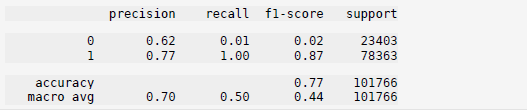 precision recall f1-score support
0 0.62 0.01 0.02 23403
1 0.77 1.00 0.87 78363
accuracy 0.77 101766
macro avg 0.70 0.50 0.44 101766